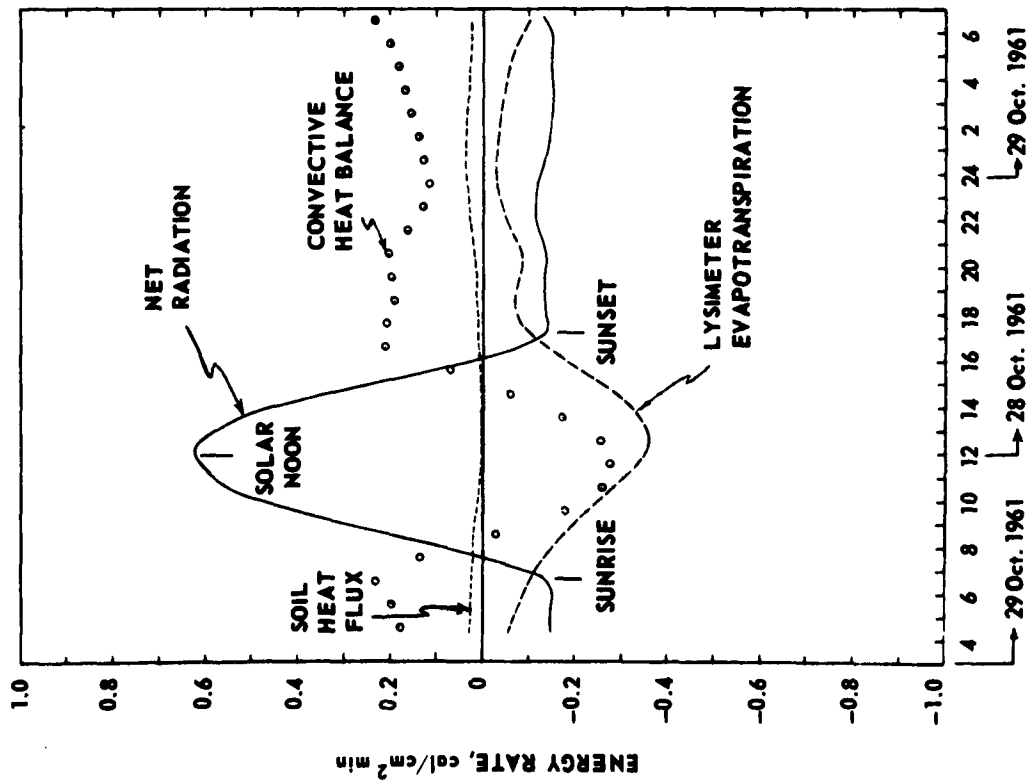 ENERGY RATE, cal/cm² min
1.0
0.8
0.6
0.4
0.2
0
-0.2
-0.4
-0.6
-0.8
-1.0
NET
RADIATION
SOLAR
NOON
CONVECTIVE
HEAT BALANCE
SOIL
HEAT
FLUX
SUNRISE
SUNSET
LYSIMETER
EVAPOTRANSPIRATION
4 6 8 10 12 14 16 18 20 22 24 2 4 6
29 Oct. 1961 28 Oct. 1961 29 Oct. 1961